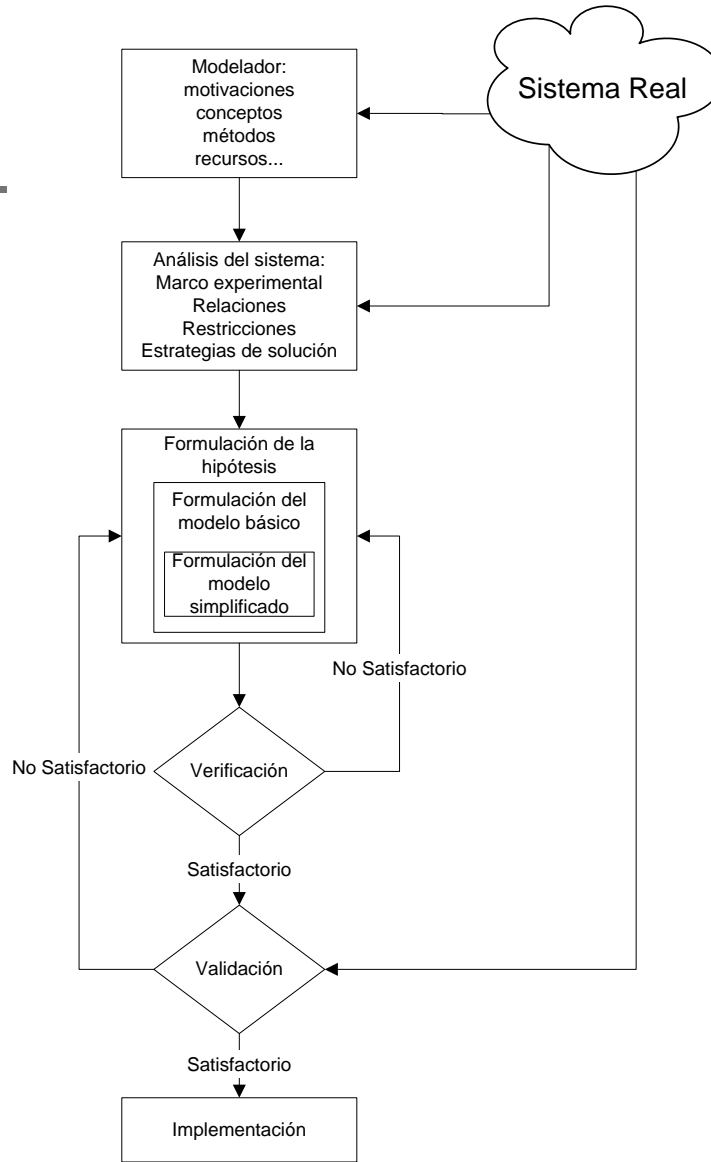 Modelador:
motivaciones
conceptos
métodos
recursos...
Sistema Real
Análisis del sistema:
Marco experimental
Relaciones
Restricciones
Estrategias de solución
Formulación de la
hipótesis
Formulación del
modelo básico
Formulación del
modelo
simplificado
No Satisfactorio
No Satisfactorio
Verificación
Satisfactorio
Validación
Satisfactorio
Implementación